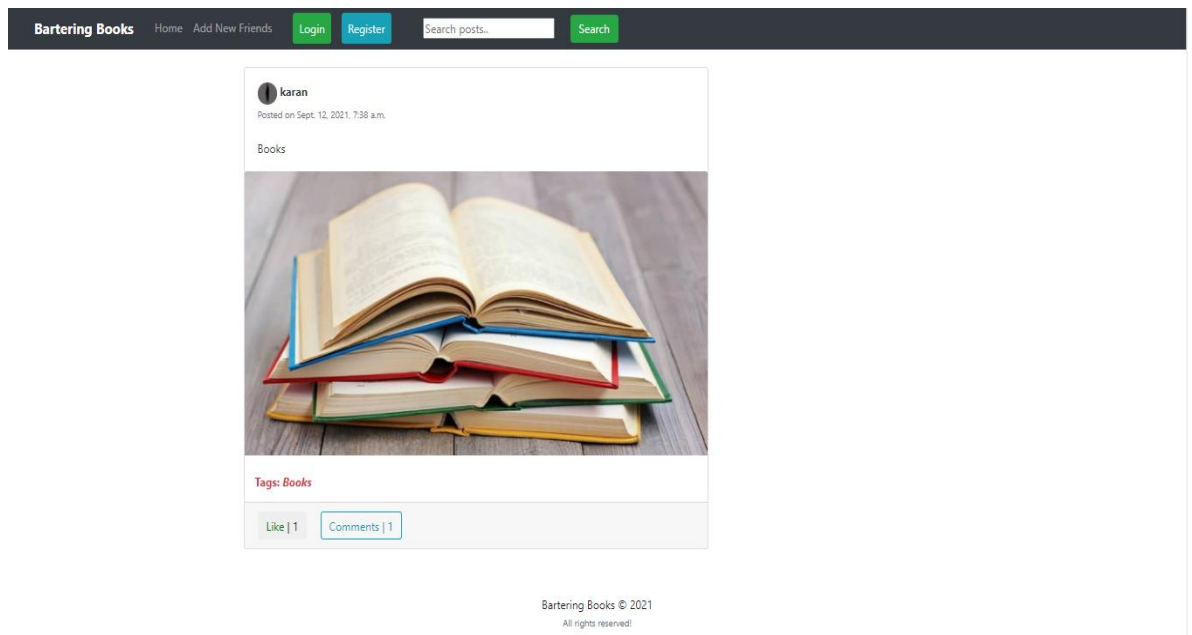 Bartering Books Home Add New Friends Login Register Search posts.. Search
karan
Posted on Sept. 12, 2021, 7:38 a.m.
Books
Tags: Books
Like | 1 Comments | 1
Bartering Books © 2021
All rights reserved!